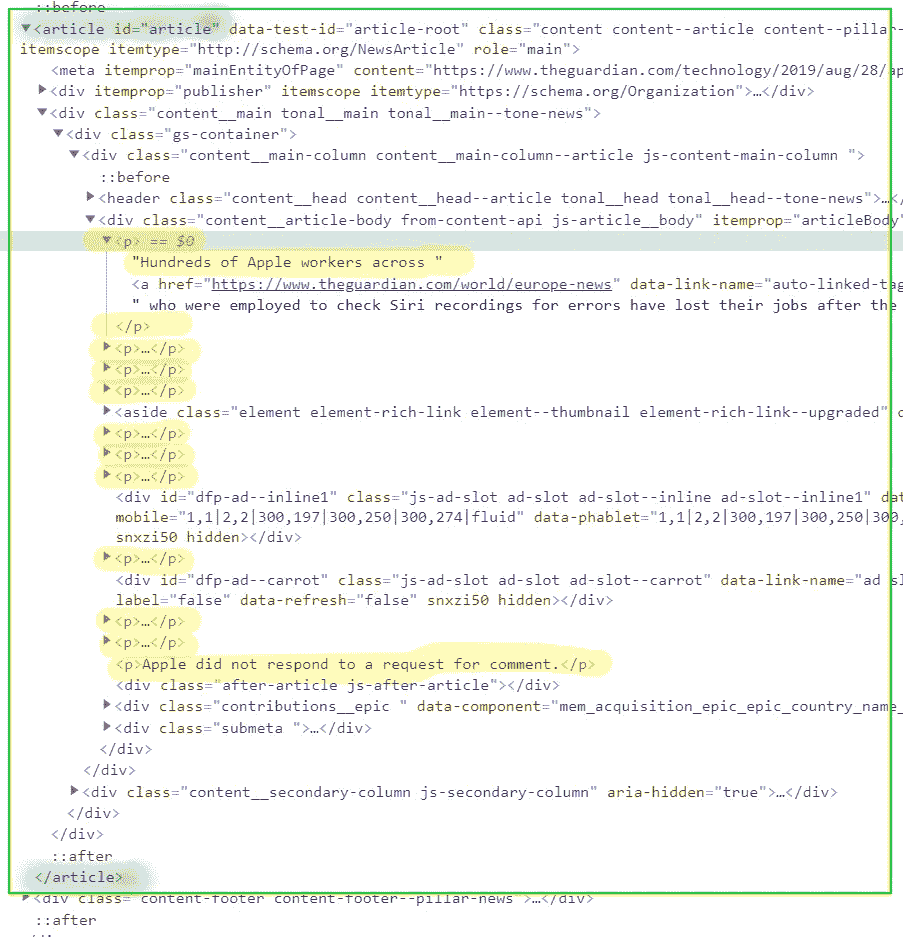 ::before
▼<article id="article" data-test-id="article-root" class="content content--article content--pillar-
itemscope itemtype="http://schema.org/NewsArticle" role="main">
<meta itemprop="mainEntityOfPage" content="https://www.theguardian.com/technology/2019/aug/28/ap
▶<div itemprop="publisher" itemscope itemtype="https://schema.org/Organization">…</div>
▼<div class="content__main tonal__main tonal__main--tone-news">
▼<div class="gs-container">
▼<div class="content__main-column content__main-column--article js-content-main-column ">
::before
▶<header class="content__head content__head--article tonal__head tonal__head--tone-news">…</
▼<div class="content__article-body from-content-api js-article__body" itemprop="articleBody"
▼<p> == $0
"Hundreds of Apple workers across "
<a href="https://www.theguardian.com/world/europe-news" data-link-name="auto-linked-tag
" who were employed to check Siri recordings for errors have lost their jobs after the
</p>
▶<p>…</p>
▶<p>…</p>
▶<p>…</p>
▶<aside class="element element-rich-link element--thumbnail element-rich-link--upgraded"
▶<p>…</p>
▶<p>…</p>
▶<p>…</p>
<div id="dfp-ad--inline1" class="js-ad-slot ad-slot ad-slot--inline ad-slot--inline1" dat
mobile="1,1|2,2|300,197|300,250|300,274|fluid" data-phablet="1,1|2,2|300,197|300,250|300,
snxzi50 hidden></div>
▶<p>…</p>
<div id="dfp-ad--carrot" class="js-ad-slot ad-slot ad-slot--carrot" data-link-name="ad sl
label="false" data-refresh="false" snxzi50 hidden></div>
▶<p>…</p>
▶<p>…</p>
<p>Apple did not respond to a request for comment.</p>
<div class="after-article js-after-article"></div>
▶<div class="contributions__epic " data-component="mem_acquisition_epic_epic_country_name_
▶<div class="submeta ">…</div>
</div>
</div>
▶<div class="content__secondary-column js-secondary-column" aria-hidden="true">…</div>
</div>
</div>
::after
</article>
▶<div class="content-footer content-footer--pillar-news">…</div>
::after